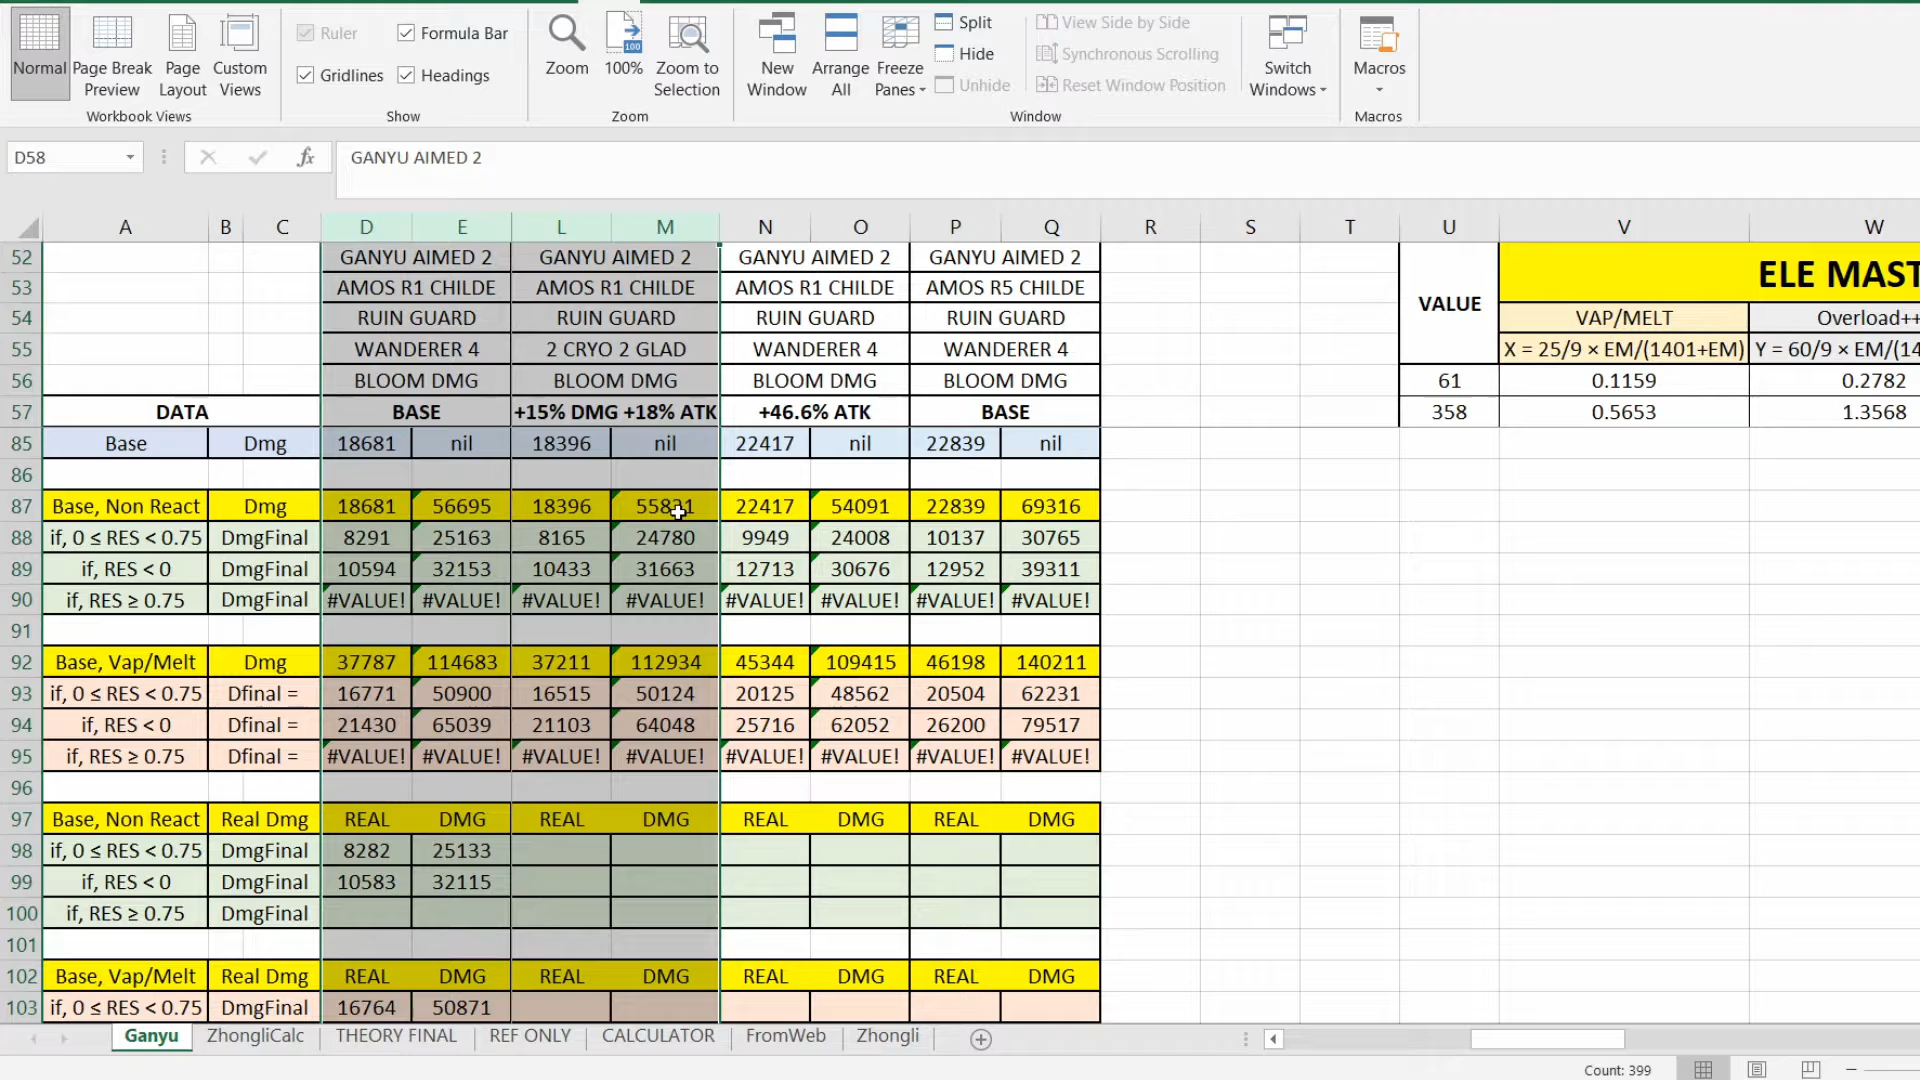 Normal
Page Break Preview
Page Layout
Custom Views
Workbook Views
Ruler
Formula Bar
Gridlines
Headings
Show
Zoom
100%
Zoom to Selection
Zoom
New Window
Arrange All
Freeze Panes
Split
Hide
Unhide
View Side by Side
Synchronous Scrolling
Reset Window Position
Window
Switch Windows
Macros
Macros
D58 fx GANYU AIMED 2
A B C D E L M N O P Q R S T U V W
52 GANYU AIMED 2 GANYU AIMED 2 GANYU AIMED 2 GANYU AIMED 2 VALUE ELE MAST
53 AMOS R1 CHILDE AMOS R1 CHILDE AMOS R1 CHILDE AMOS R5 CHILDE
54 RUIN GUARD RUIN GUARD RUIN GUARD RUIN GUARD VAP/MELT Overload++
55 WANDERER 4 2 CRYO 2 GLAD WANDERER 4 WANDERER 4 X = 25/9 × EM/(1401+EM) Y = 60/9 × EM/(14
56 BLOOM DMG BLOOM DMG BLOOM DMG BLOOM DMG 61 0.1159 0.2782
57 DATA BASE +15% DMG +18% ATK +46.6% ATK BASE 358 0.5653 1.3568
85 Base Dmg 18681 nil 18396 nil 22417 nil 22839 nil
86
87 Base, Non React Dmg 18681 56695 18396 55831 22417 54091 22839 69316
88 if, 0 ≤ RES < 0.75 DmgFinal 8291 25163 8165 24780 9949 24008 10137 30765
89 if, RES < 0 DmgFinal 10594 32153 10433 31663 12713 30676 12952 39311
90 if, RES ≥ 0.75 DmgFinal #VALUE! #VALUE! #VALUE! #VALUE! #VALUE! #VALUE! #VALUE! #VALUE!
91
92 Base, Vap/Melt Dmg 37787 114683 37211 112934 45344 109415 46198 140211
93 if, 0 ≤ RES < 0.75 Dfinal = 16771 50900 16515 50124 20125 48562 20504 62231
94 if, RES < 0 Dfinal = 21430 65039 21103 64048 25716 62052 26200 79517
95 if, RES ≥ 0.75 Dfinal = #VALUE! #VALUE! #VALUE! #VALUE! #VALUE! #VALUE! #VALUE! #VALUE!
96
97 Base, Non React Real Dmg REAL DMG REAL DMG REAL DMG REAL DMG
98 if, 0 ≤ RES < 0.75 DmgFinal 8282 25133
99 if, RES < 0 DmgFinal 10583 32115
100 if, RES ≥ 0.75 DmgFinal
101
102 Base, Vap/Melt Real Dmg REAL DMG REAL DMG REAL DMG REAL DMG
103 if, 0 ≤ RES < 0.75 DmgFinal 16764 50871
Ganyu ZhongliCalc THEORY FINAL REF ONLY CALCULATOR FromWeb Zhongli
Count: 399